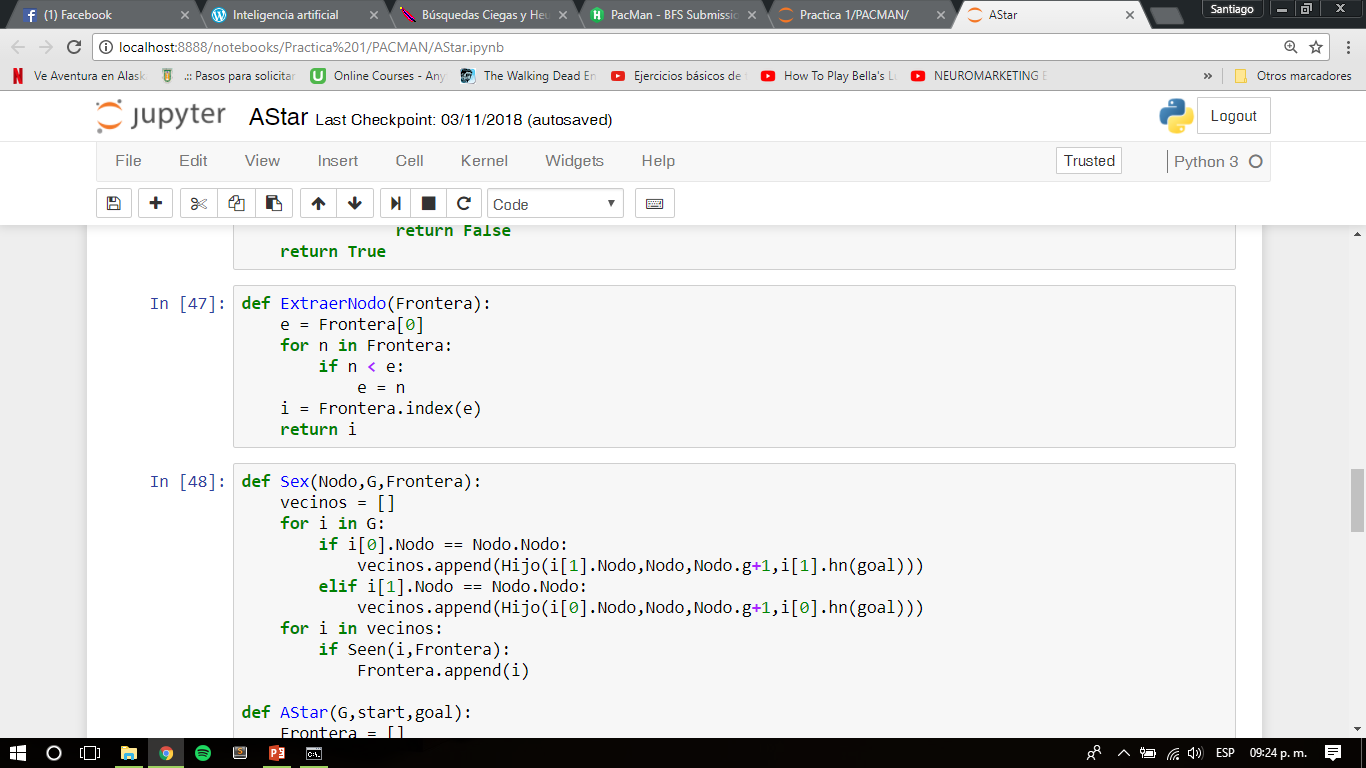 (1) Facebook
Inteligencia artificial
Búsquedas Ciegas y Heu
PacMan - BFS Submissio
Practica 1/PACMAN/
AStar
Santiago
localhost:8888/notebooks/Practica%201/PACMAN/AStar.ipynb
Ve Aventura en Alask
.:: Pasos para solicitar
Online Courses - Any
The Walking Dead En
Ejercicios básicos de
How To Play Bella's Lu
NEUROMARKETING E
»
Otros marcadores
jupyter AStar Last Checkpoint: 03/11/2018 (autosaved)
Logout
File Edit View Insert Cell Kernel Widgets Help
Trusted
Python 3
Code
return False
return True
In [47]:
def ExtraerNodo(Frontera):
    e = Frontera[0]
    for n in Frontera:
        if n < e:
            e = n
    i = Frontera.index(e)
    return i
In [48]:
def Sex(Nodo,G,Frontera):
    vecinos = []
    for i in G:
        if i[0].Nodo == Nodo.Nodo:
            vecinos.append(Hijo(i[1].Nodo,Nodo,Nodo.g+1,i[1].hn(goal)))
        elif i[1].Nodo == Nodo.Nodo:
            vecinos.append(Hijo(i[0].Nodo,Nodo,Nodo.g+1,i[0].hn(goal)))
    for i in vecinos:
        if Seen(i,Frontera):
            Frontera.append(i)
def AStar(G,start,goal):
    Frontera = []
ESP
09:24 p. m.